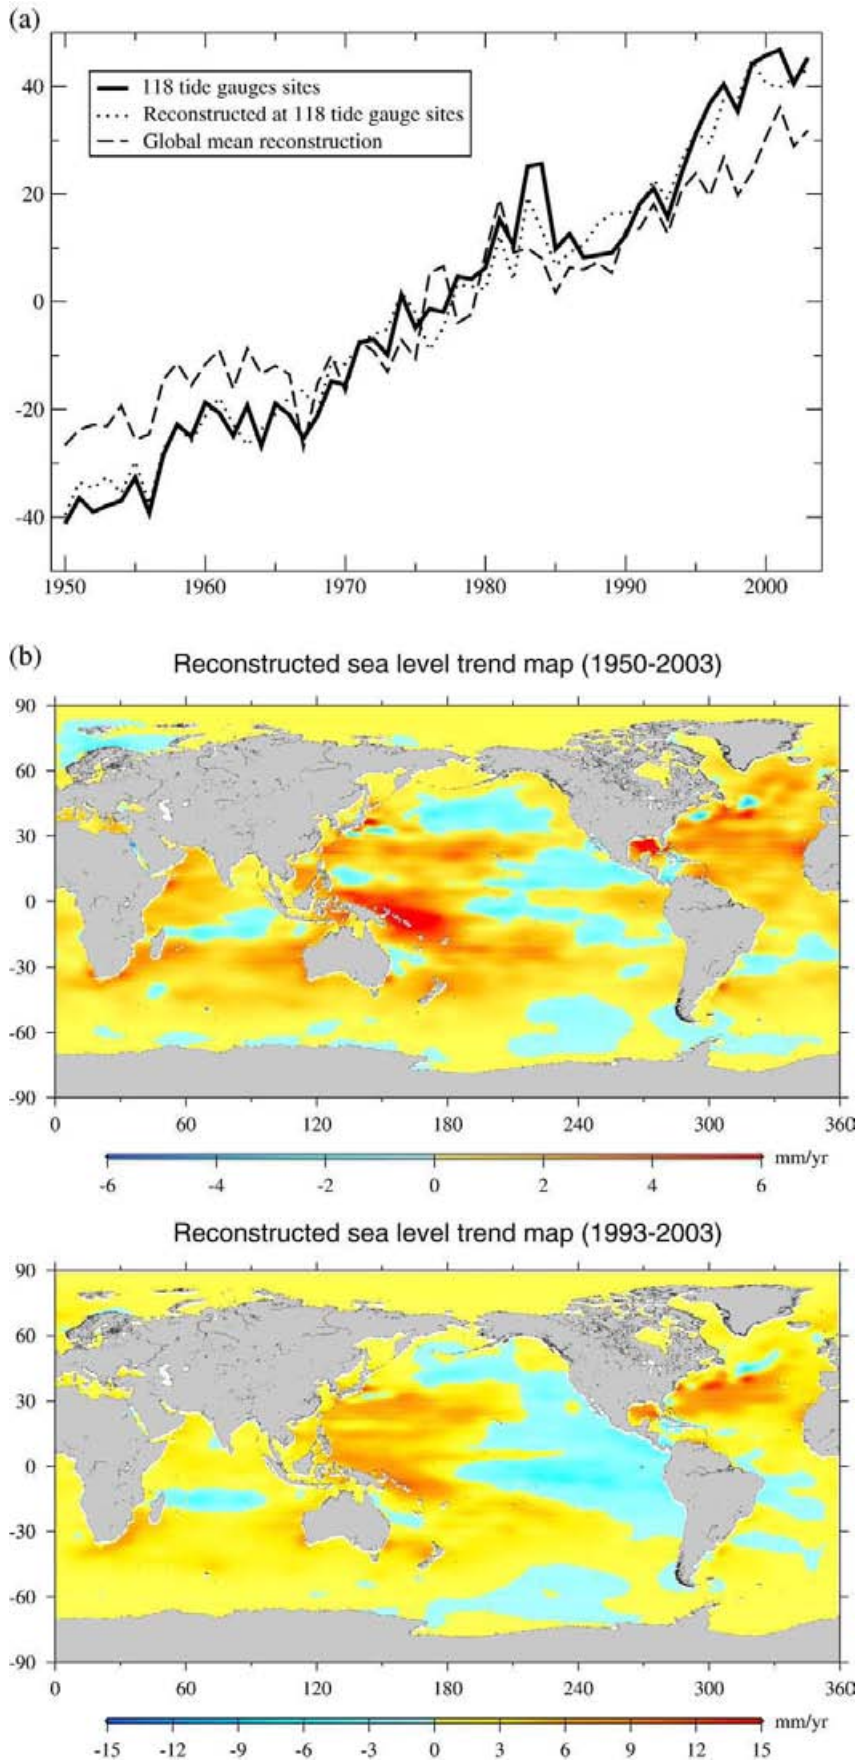 (a)
40
20
0
-20
-40
118 tide gauges sites
Reconstructed at 118 tide gauge sites
Global mean reconstruction
1950 1960 1970 1980 1990 2000
(b)
Reconstructed sea level trend map (1950-2003)
90
60
30
0
-30
-60
-90
0 60 120 180 240 300 360
mm/yr
-6 -4 -2 0 2 4 6
Reconstructed sea level trend map (1993-2003)
90
60
30
0
-30
-60
-90
0 60 120 180 240 300 360
mm/yr
-15 -12 -9 -6 -3 0 3 6 9 12 15